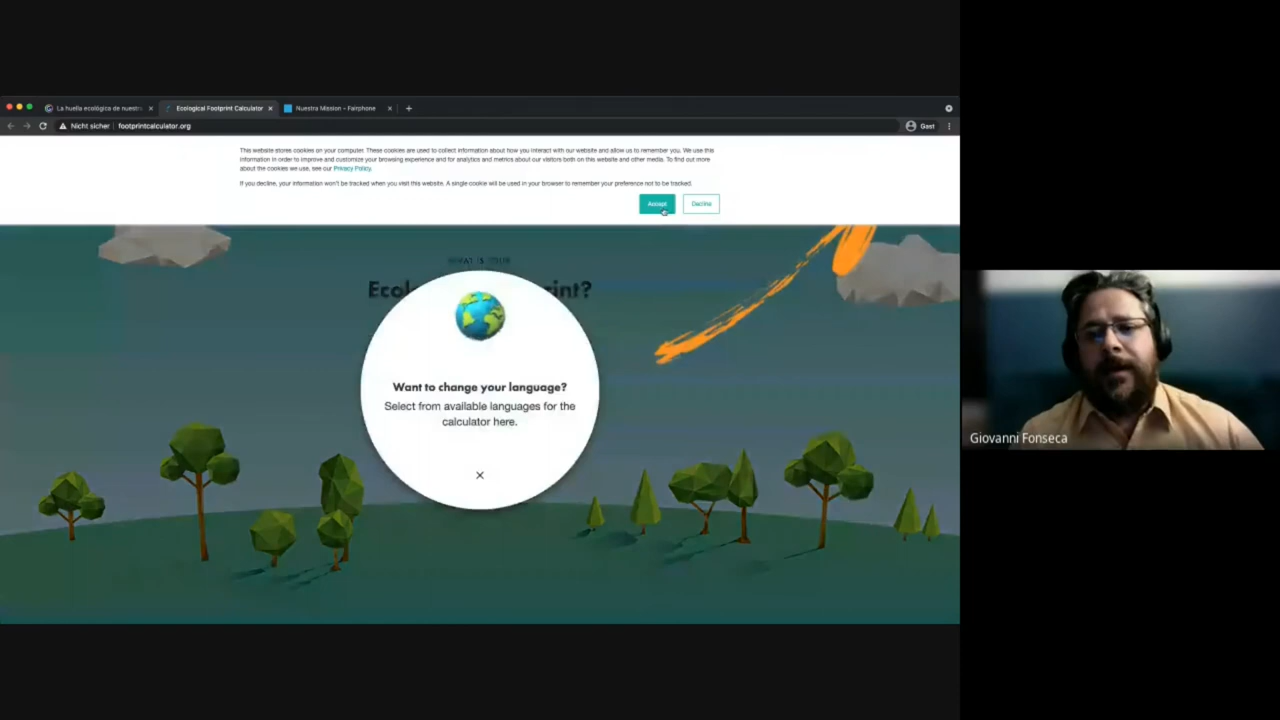 La huella ecológico de nuestr
Ecological Footprint Calculator
Nuestra Mission - Fairphone
Nicht sicher
footprintcalculator.org
Gast
This website stores cookies on your computer. These cookies are used to collect information about how you interact with our website and allow us to remember you. We use this
information in order to improve and customize your browsing experience and for analytics and metrics about our visitors both on this website and other media. To find out more
about the cookies we use, see our Privacy Policy.
If you decline, your information won't be tracked when you visit this website. A single cookie will be used in your browser to remember your preference not to be tracked.
Accept
Decline
WHAT IS YOUR
Ecol
int?
Want to change your language?
Select from available languages for the
calculator here.
Giovanni Fonseca